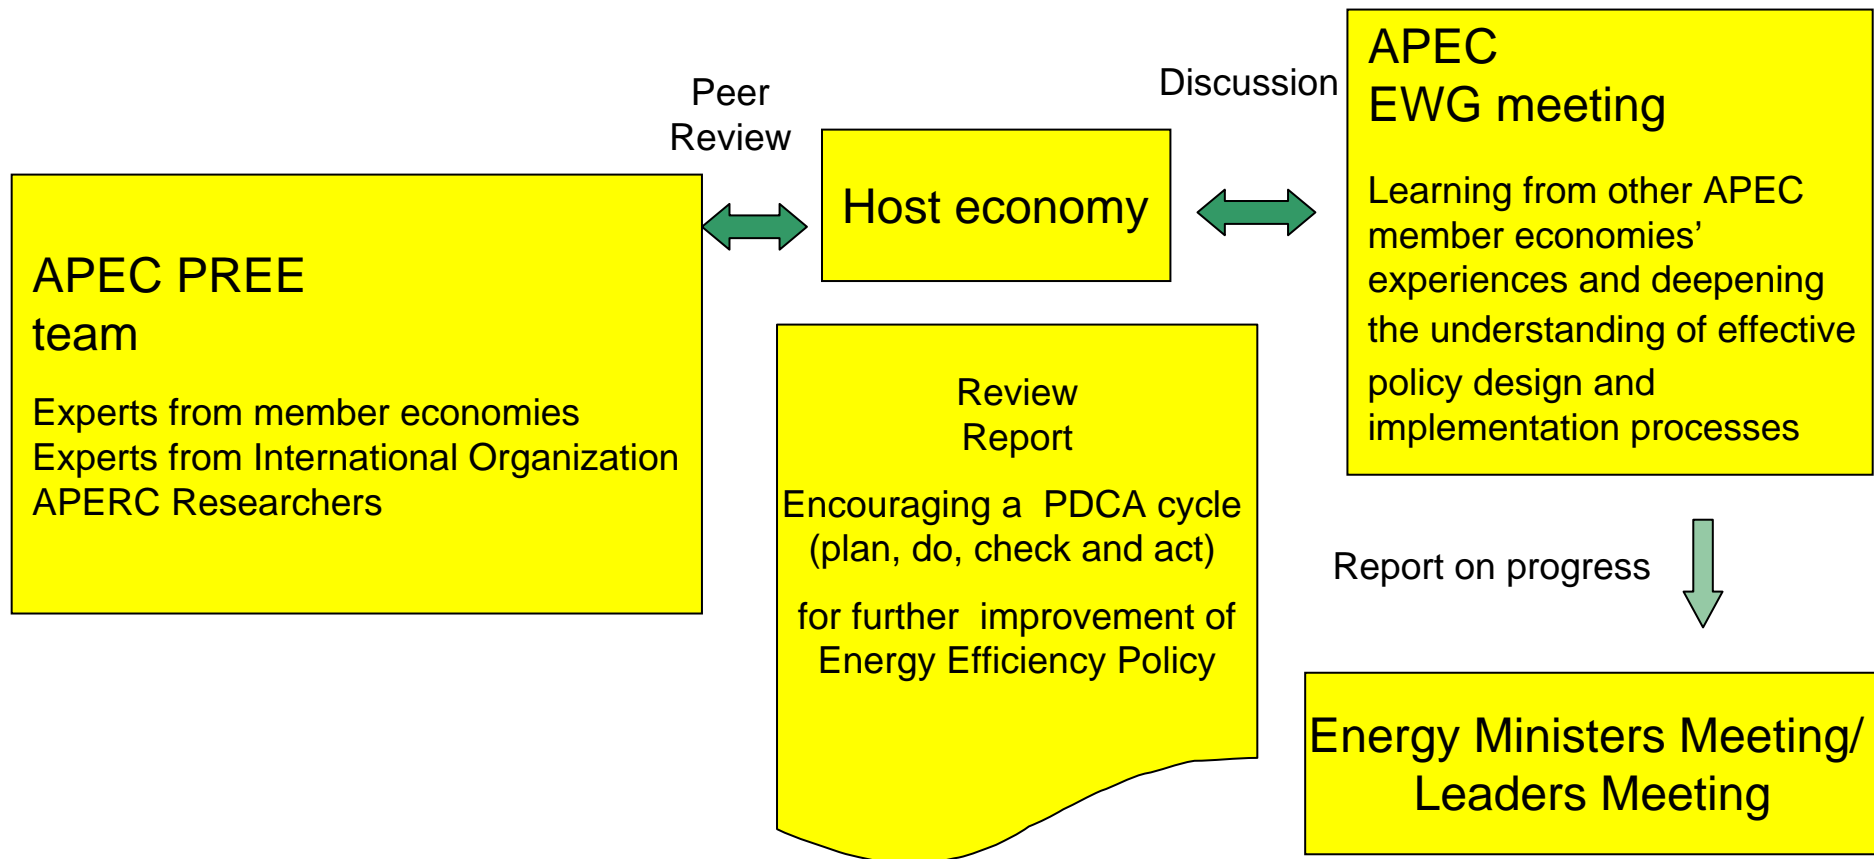 APEC PREE
team
Experts from member economies
Experts from International Organization
APERC Researchers
Peer
Review
Host economy
Review
Report
Encouraging a PDCA cycle
(plan, do, check and act)
for further improvement of
Energy Efficiency Policy
Discussion
APEC
EWG meeting
Learning from other APEC
member economies’
experiences and deepening
the understanding of effective
policy design and
implementation processes
Report on progress
Energy Ministers Meeting/
Leaders Meeting